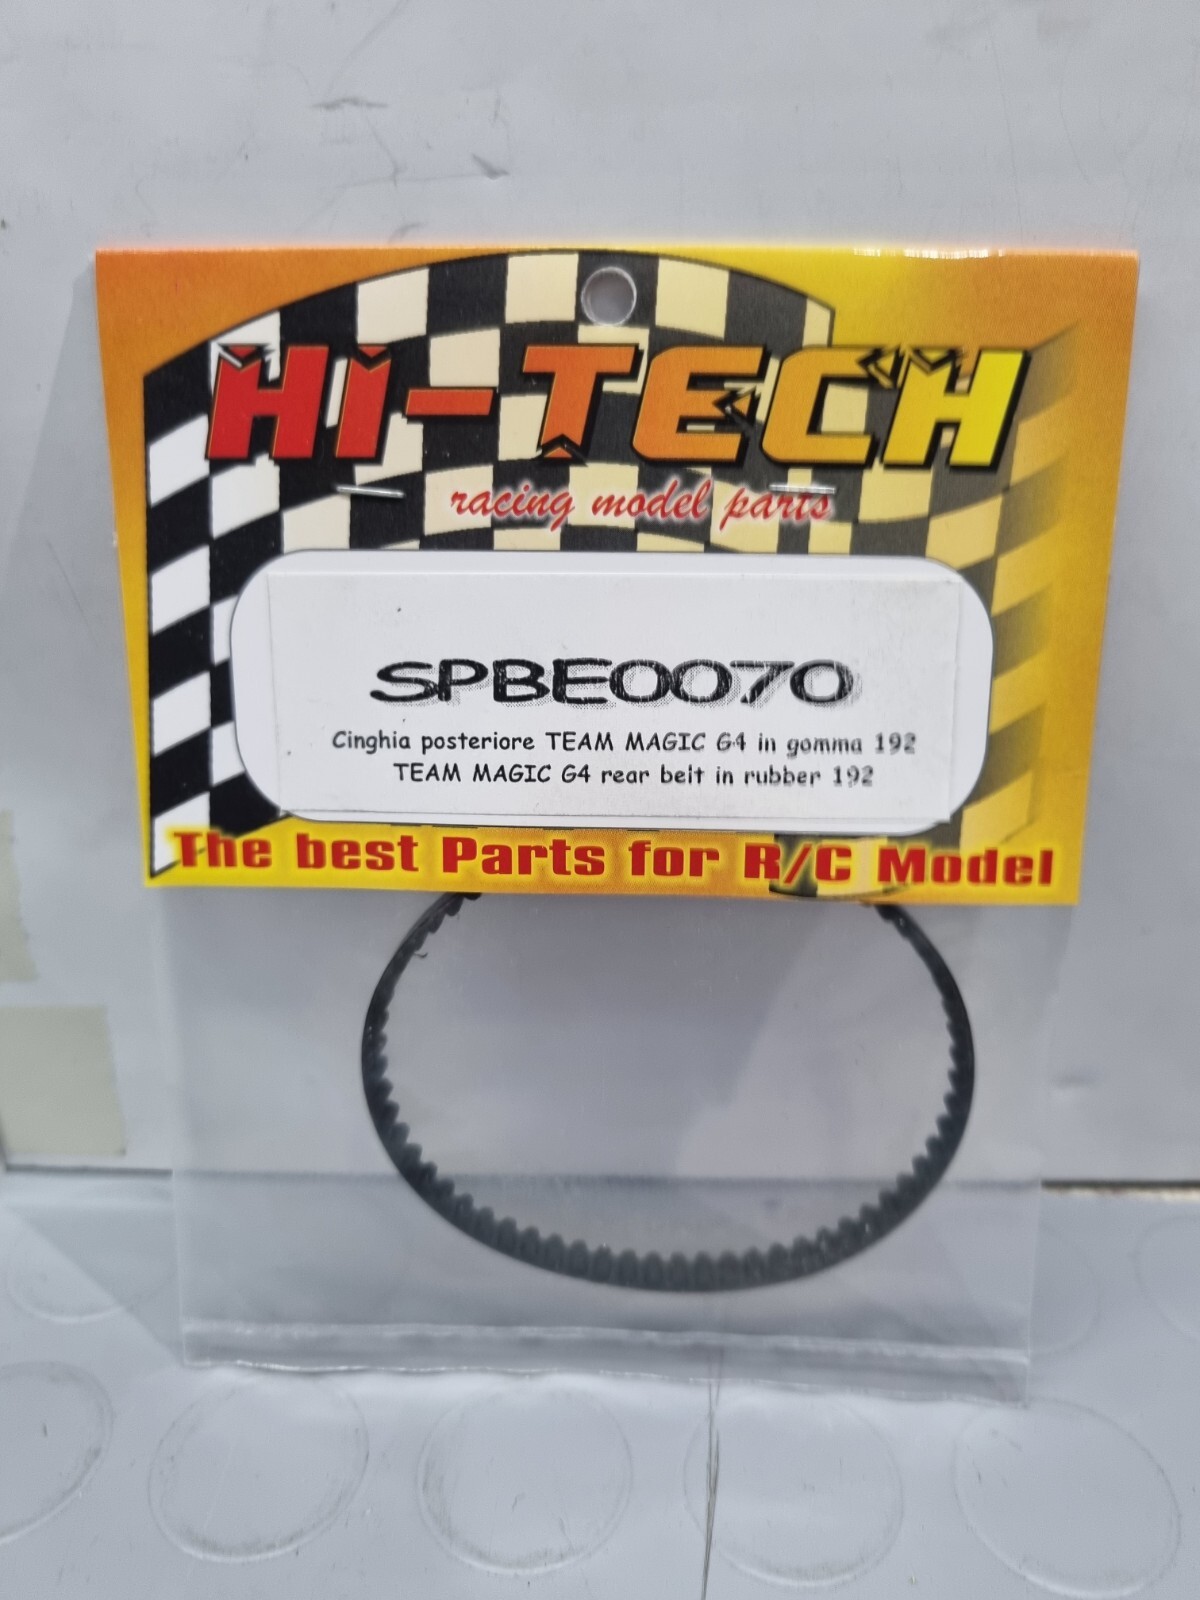 Hi-TECH
racing model parts
SPBE0070
Cinghia posteriore TEAM MAGIC G4 in gomma 192
TEAM MAGIC G4 rear belt in rubber 192
The best Parts for R/C Model